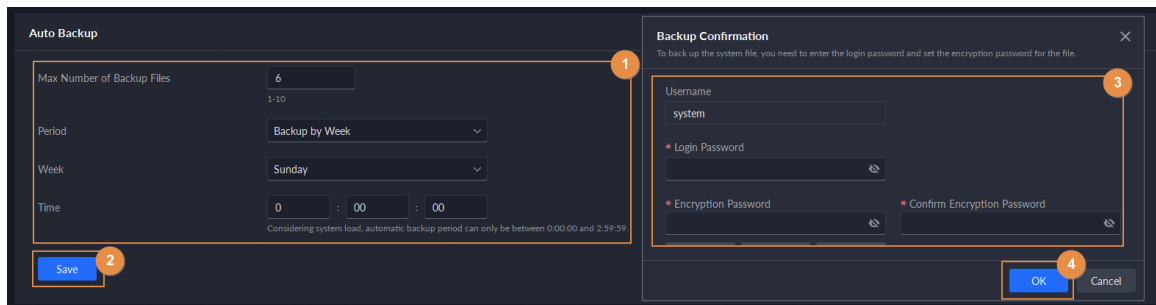 Auto Backup
Max Number of Backup Files
6
1-10
Period
Backup by Week
Week
Sunday
Time
0 : 00 : 00
Considering system load, automatic backup period can only be between 0:00:00 and 2:59:59.
1
Save
2
Backup Confirmation
To back up the system file, you need to enter the login password and set the encryption password for the file.
3
Username
system
* Login Password
* Encryption Password * Confirm Encryption Password
4
OK Cancel